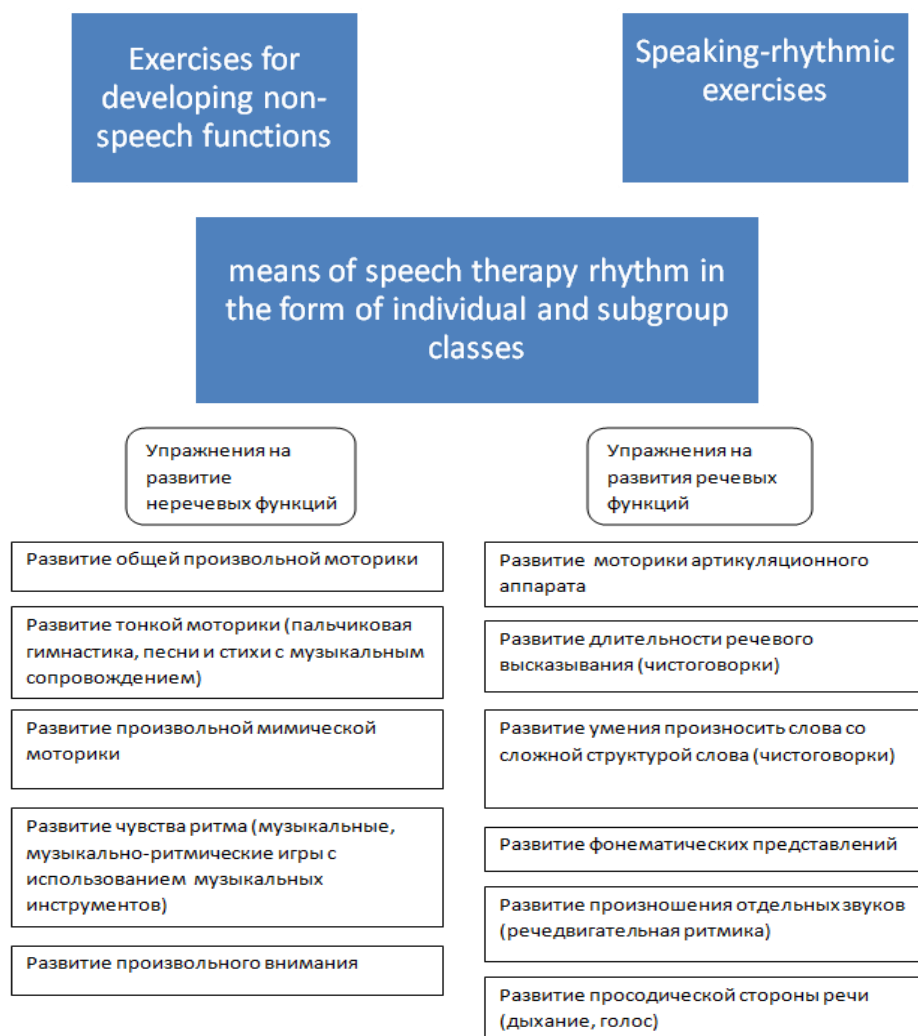 Exercises for
developing non-
speech functions
Speaking-rhythmic
exercises
means of speech therapy rhythm in
the form of individual and subgroup
classes
Упражнения на
развитие
неречевых функций
Развитие общей произвольной моторики
Развитие тонкой моторики (пальчиковая
гимнастика, песни и стихи с музыкальным
сопровождением)
Развитие произвольной мимической
моторики
Развитие чувства ритма (музыкальные,
музыкально-ритмические игры с
использованием музыкальных
инструментов)
Развитие произвольного внимания
Упражнения на
развития речевых
функций
Развитие моторики артикуляционного
аппарата
Развитие длительности речевого
высказывания (чистоговорки)
Развитие умения произносить слова со
сложной структурой слова (чистоговорки)
Развитие фонематических представлений
Развитие произношения отдельных звуков
(речедвигательная ритмика)
Развитие просодической стороны речи
(дыхание, голос)